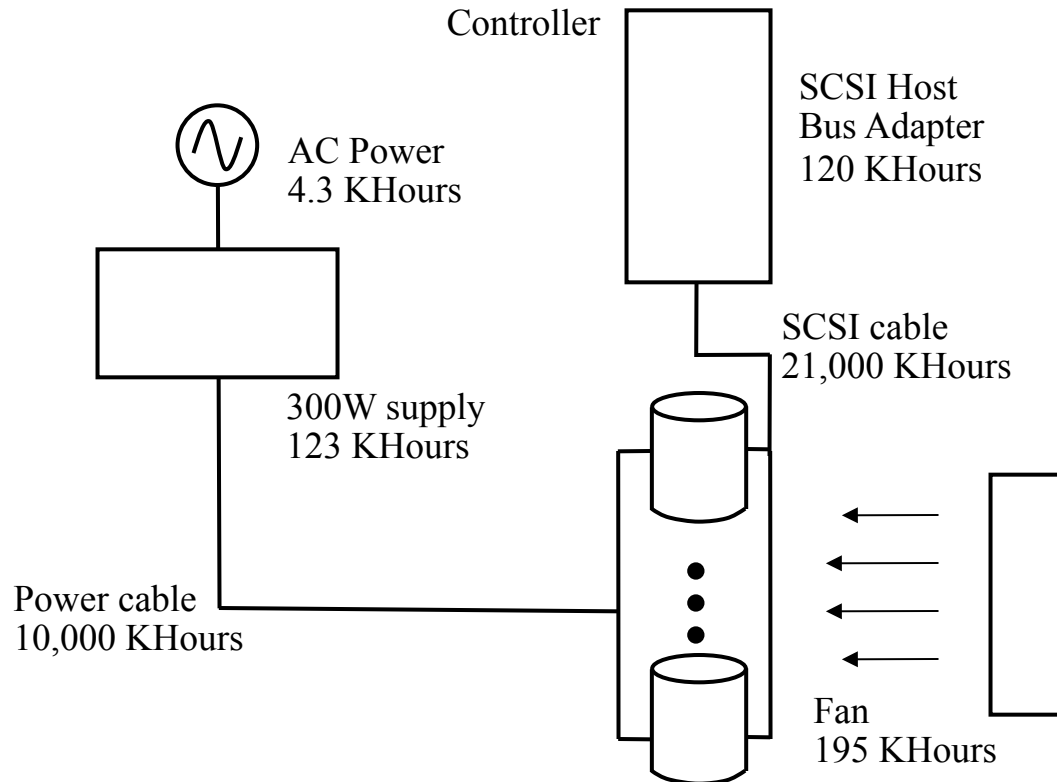 Controller
SCSI Host
Bus Adapter
120 KHours
AC Power
4.3 KHours
SCSI cable
21,000 KHours
300W supply
123 KHours
Power cable
10,000 KHours
Fan
195 KHours